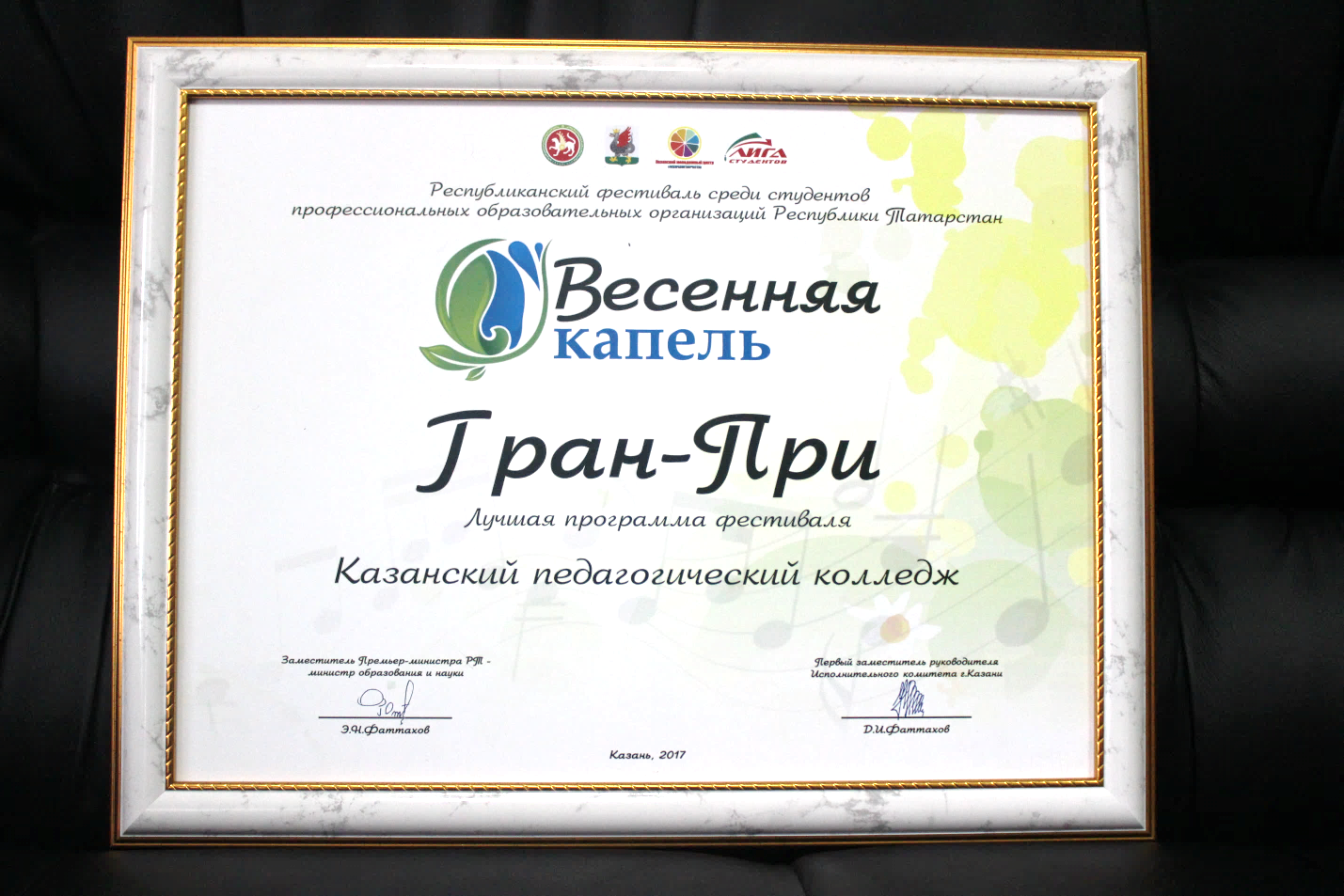 ЛИГА
СТУДЕНТОВ
Республиканский фестиваль среди студентов
профессиональных образовательных организаций Республики Татарстан
Весенняя
капель
Гран-При
Лучшая программа фестиваля
Казанский педагогический колледж
Заместитель Премьер-министра РТ -
министр образования и науки
Э.Н.Фаттахов
Первый заместитель руководителя
Исполнительного комитета г.Казани
Д.И.Фаттахов
Казань, 2017